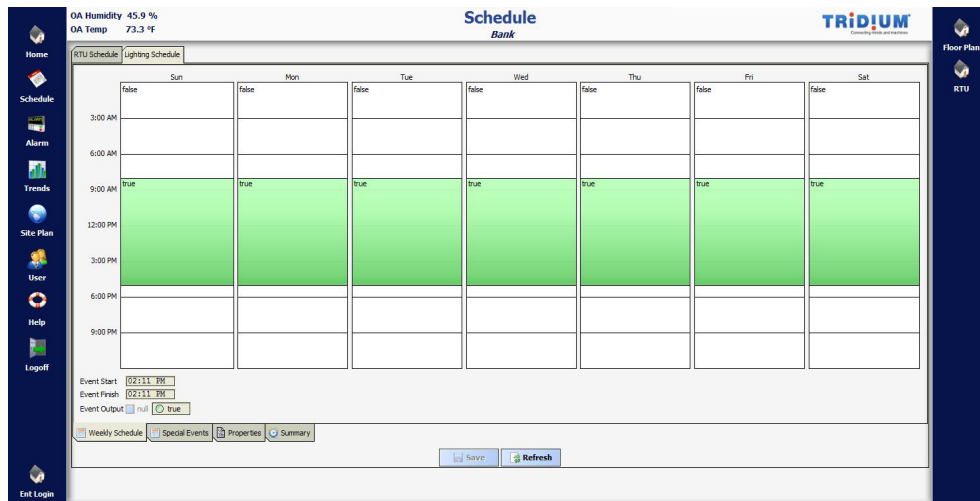 OA Humidity 45.9 %
OA Temp 73.3 °F
Schedule
Bank
TRIDIUM
Connecting minds and machines
Home
Schedule
Alarm
Trends
Site Plan
User
Help
Logoff
Ent Login
Floor Plan
RTU
RTU Schedule Lighting Schedule
Sun Mon Tue Wed Thu Fri Sat
false false false false false false false
3:00 AM
6:00 AM
9:00 AM
true true true true true true true
12:00 PM
3:00 PM
6:00 PM
9:00 PM
Event Start 02:11 PM
Event Finish 02:11 PM
Event Output null true
Weekly Schedule Special Events Properties Summary
Save Refresh